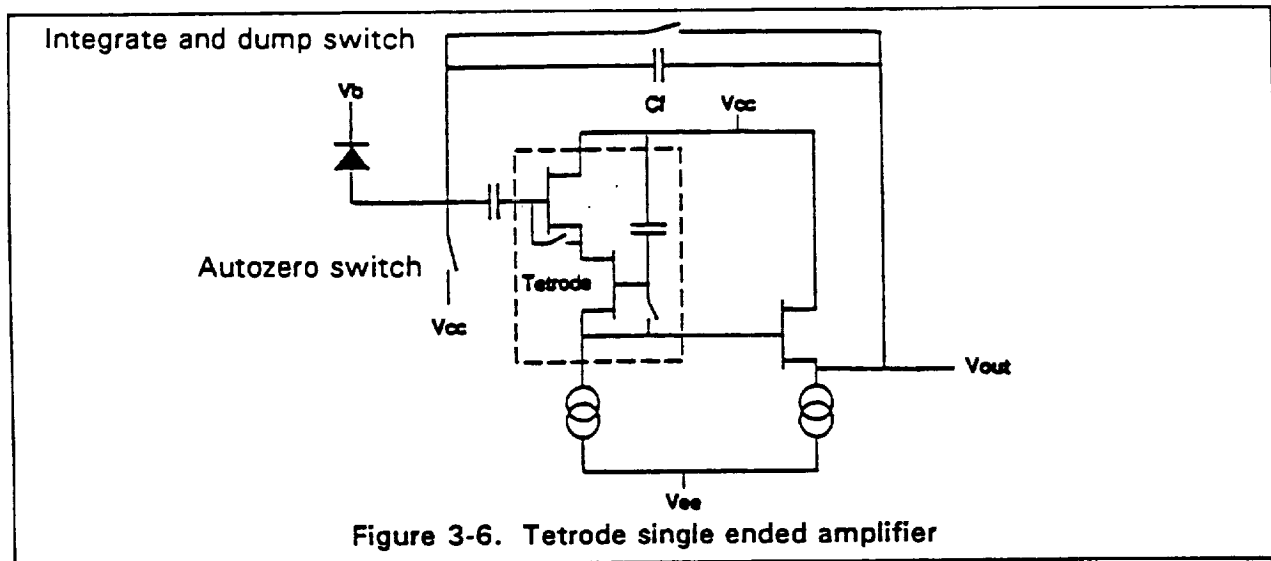 Integrate and dump switch
Vb
Cf
Vcc
Autozero switch
Tetrode
Vcc
Vout
Vee
Figure 3-6. Tetrode single ended amplifier